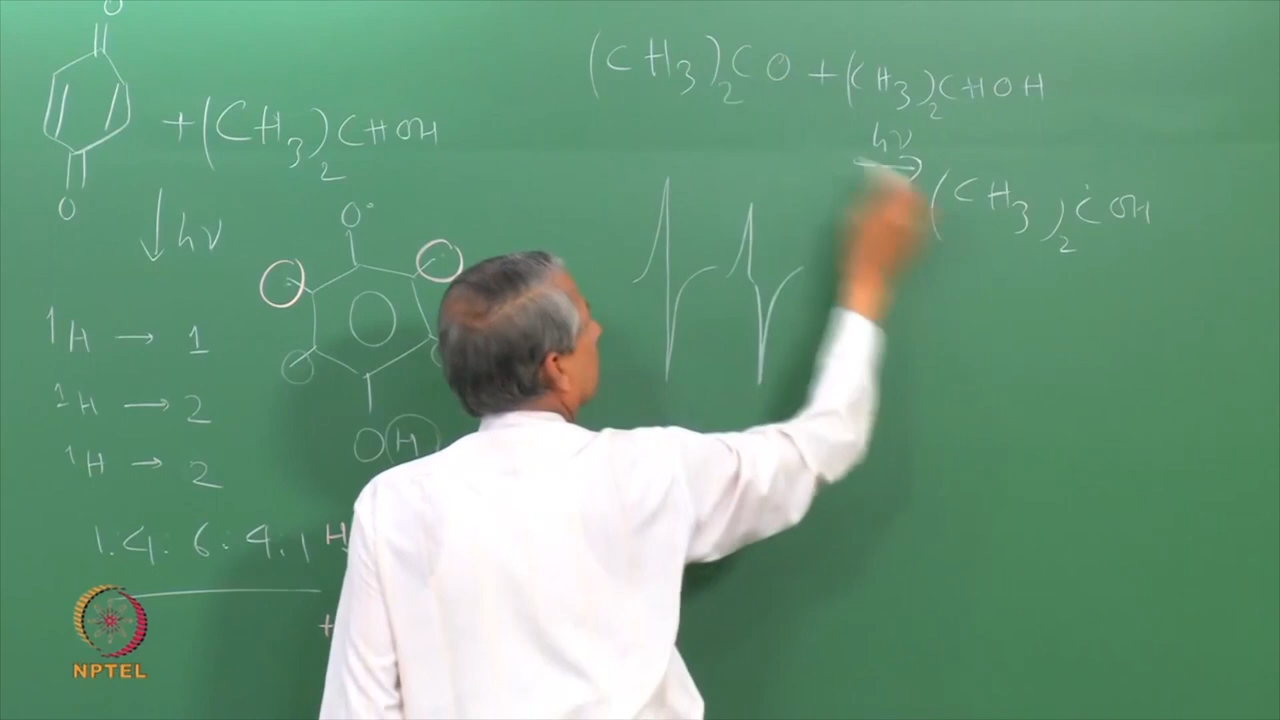 O
+ (CH3)2CHOH
O
↓ hν
1H → 1
2H → 2
1H → 2
1.4:6:4.1
O·
OH
H
+
(CH3)2CO + (CH3)2CHOH
hν
→ (CH3)2ĊOH
NPTEL